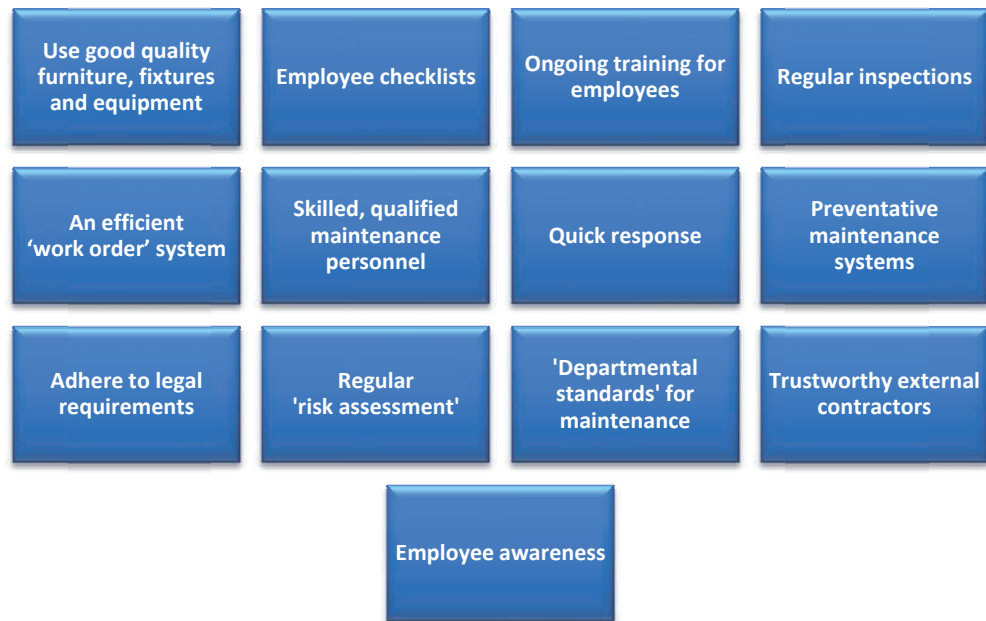 Use good quality
furniture, fixtures
and equipment
Employee checklists
Ongoing training for
employees
Regular inspections
An efficient
‘work order’ system
Skilled, qualified
maintenance
personnel
Quick response
Preventative
maintenance
systems
Adhere to legal
requirements
Regular
'risk assessment'
'Departmental
standards' for
maintenance
Trustworthy external
contractors
Employee awareness